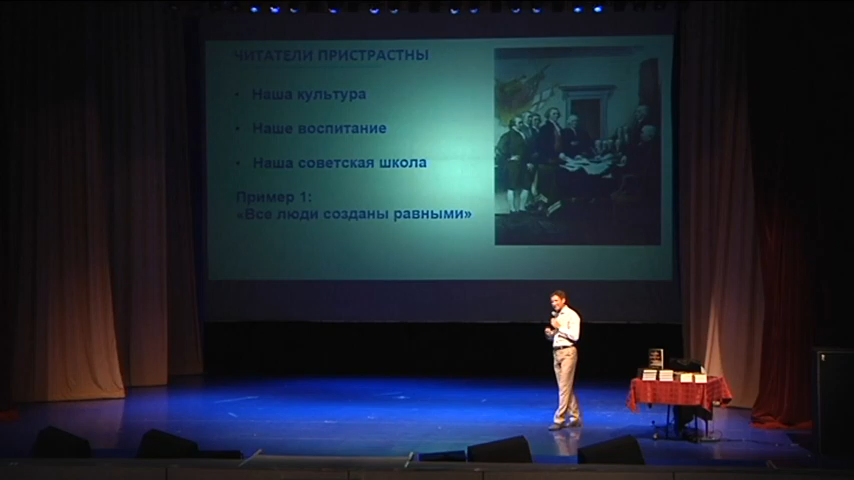 ЧИТАТЕЛИ ПРИСТРАСТНЫ
• Наша культура
• Наше воспитание
• Наша советская школа
Пример 1:
«Все люди созданы равными»